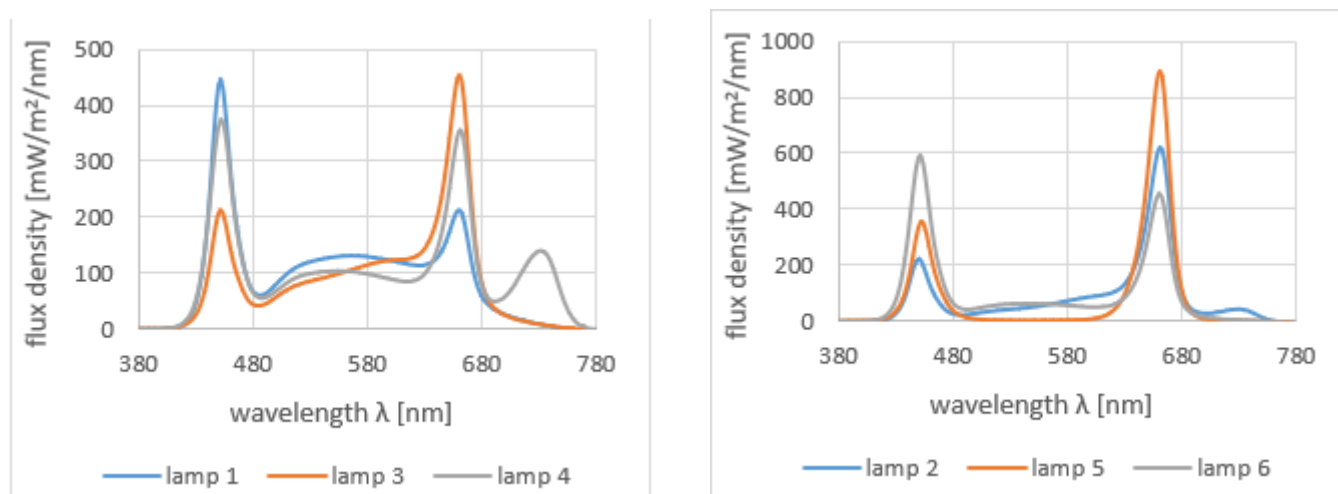 flux density [mW/m²/nm]
500
400
300
200
100
0
380 480 580 680 780
wavelength λ [nm]
lamp 1 lamp 3 lamp 4
flux density [mW/m²/nm]
1000
800
600
400
200
0
380 480 580 680 780
wavelength λ [nm]
lamp 2 lamp 5 lamp 6